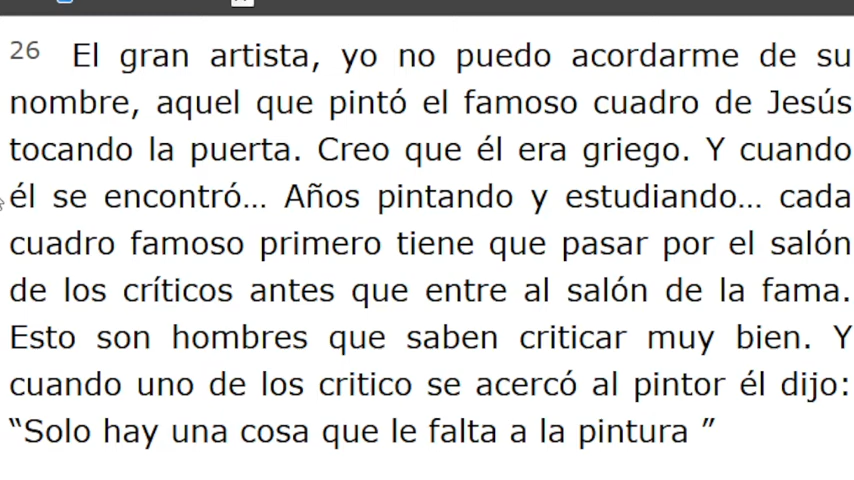 26 El gran artista, yo no puedo acordarme de su
nombre, aquel que pintó el famoso cuadro de Jesús
tocando la puerta. Creo que él era griego. Y cuando
él se encontró… Años pintando y estudiando… cada
cuadro famoso primero tiene que pasar por el salón
de los críticos antes que entre al salón de la fama.
Esto son hombres que saben criticar muy bien. Y
cuando uno de los critico se acercó al pintor él dijo:
“Solo hay una cosa que le falta a la pintura ”